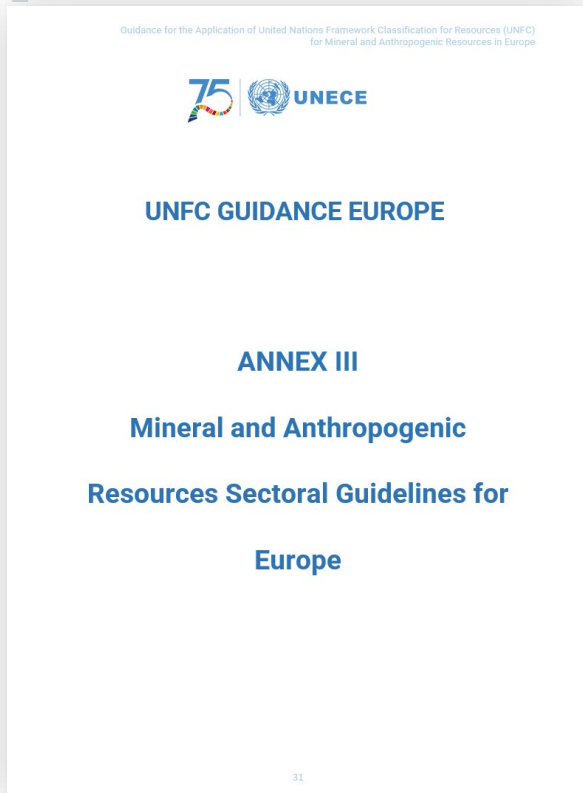 Guidance for the Application of United Nations Framework Classification for Resources (UNFC)
for Mineral and Anthropogenic Resources in Europe
75 UNECE
UNFC GUIDANCE EUROPE
ANNEX III
Mineral and Anthropogenic
Resources Sectoral Guidelines for
Europe
31